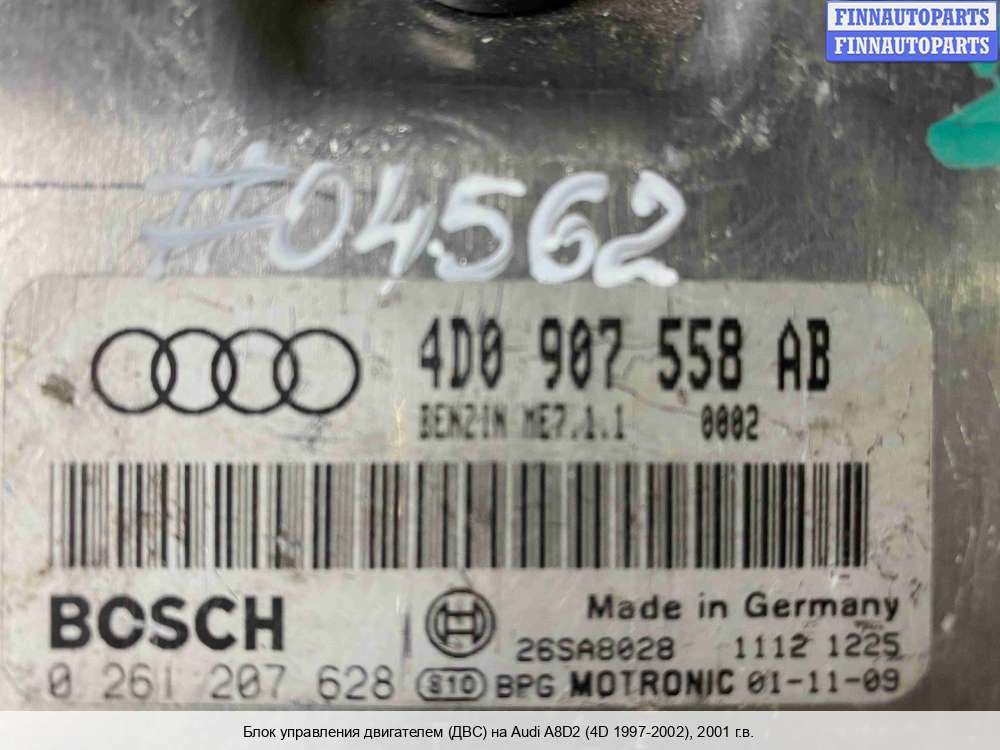 FINNAUTOPARTS
FINNAUTOPARTS
#04562
4D0 907 558 AB
BENZIN ME7.1.1 0002
BOSCH
Made in Germany
26SA8028 1112 1225
0 261 207 628 S10 BPG MOTRONIC 01-11-09
Блок управления двигателем (ДВС) на Audi A8D2 (4D 1997-2002), 2001 г.в.